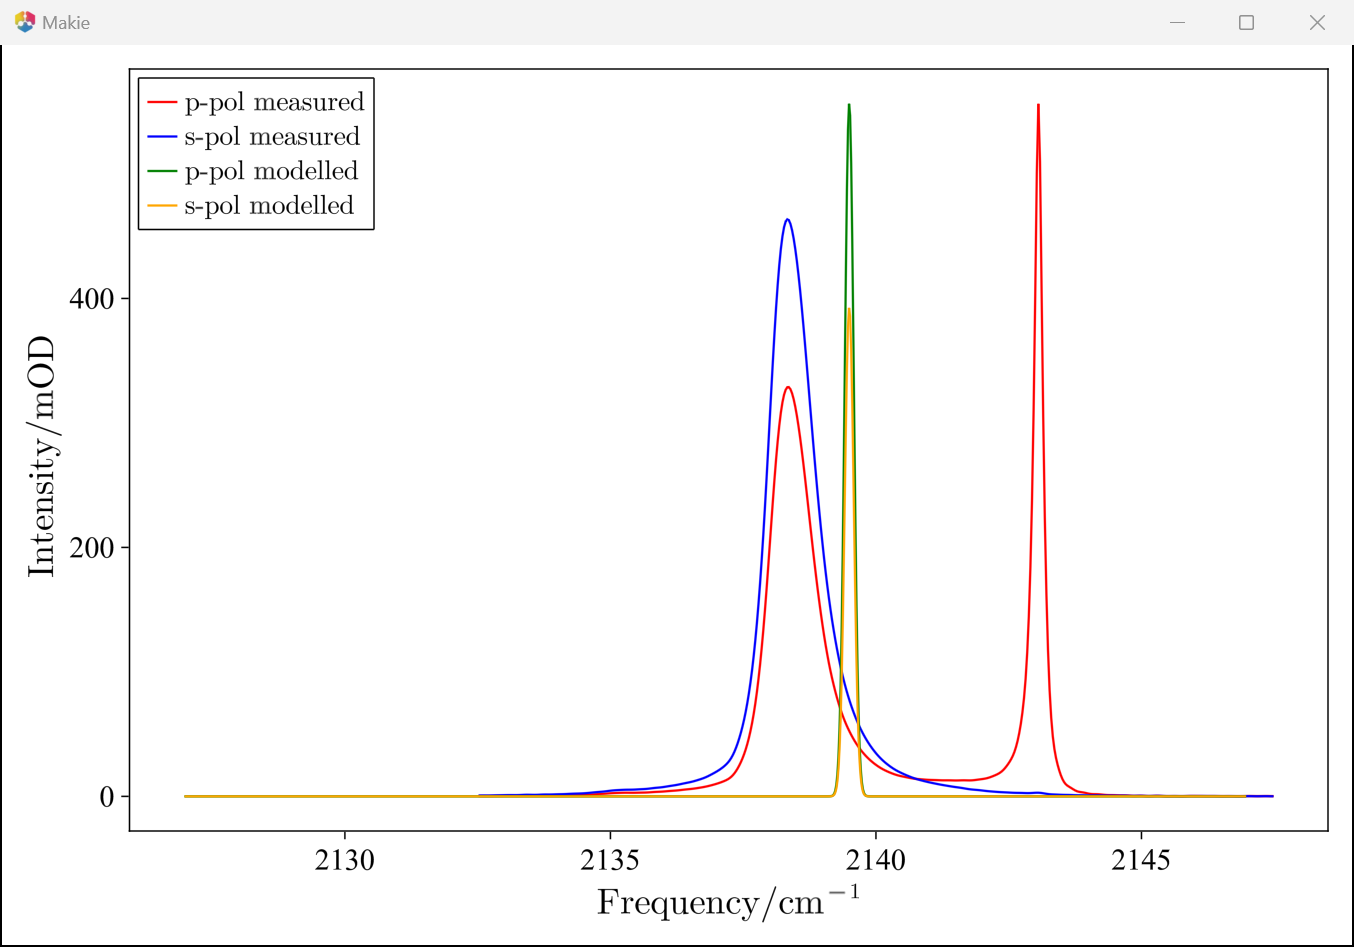 Makie
p-pol measured
s-pol measured
p-pol modelled
s-pol modelled
400
200
0
Intensity/mOD
2130 2135 2140 2145
Frequency/cm⁻¹